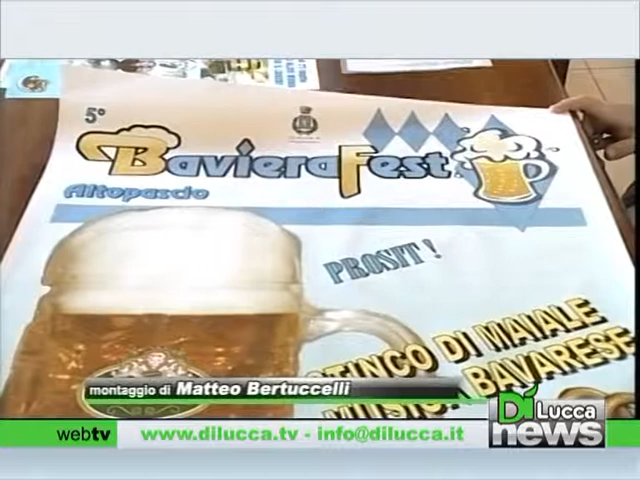 5°
BavieraFest
Altopascio
PROSIT!
STINCO DI MAIALE
MUSICA BAVARESE
montaggio di Matteo Bertuccelli
webtv
www.dilucca.tv - info@dilucca.it
Di Lucca
news